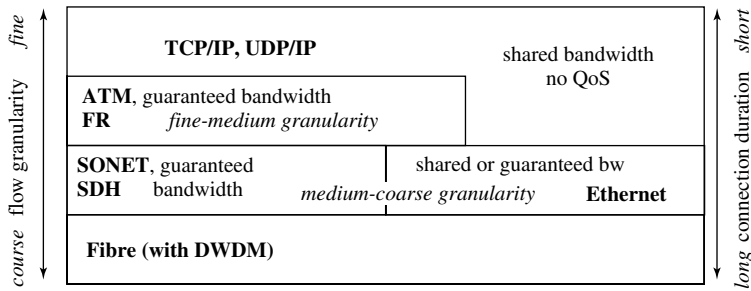 course flow granularity fine
TCP/IP, UDP/IP
shared bandwidth
no QoS
ATM, guaranteed bandwidth
FR fine-medium granularity
SONET, guaranteed
SDH bandwidth
shared or guaranteed bw
medium-coarse granularity
Ethernet
Fibre (with DWDM)
long connection duration short